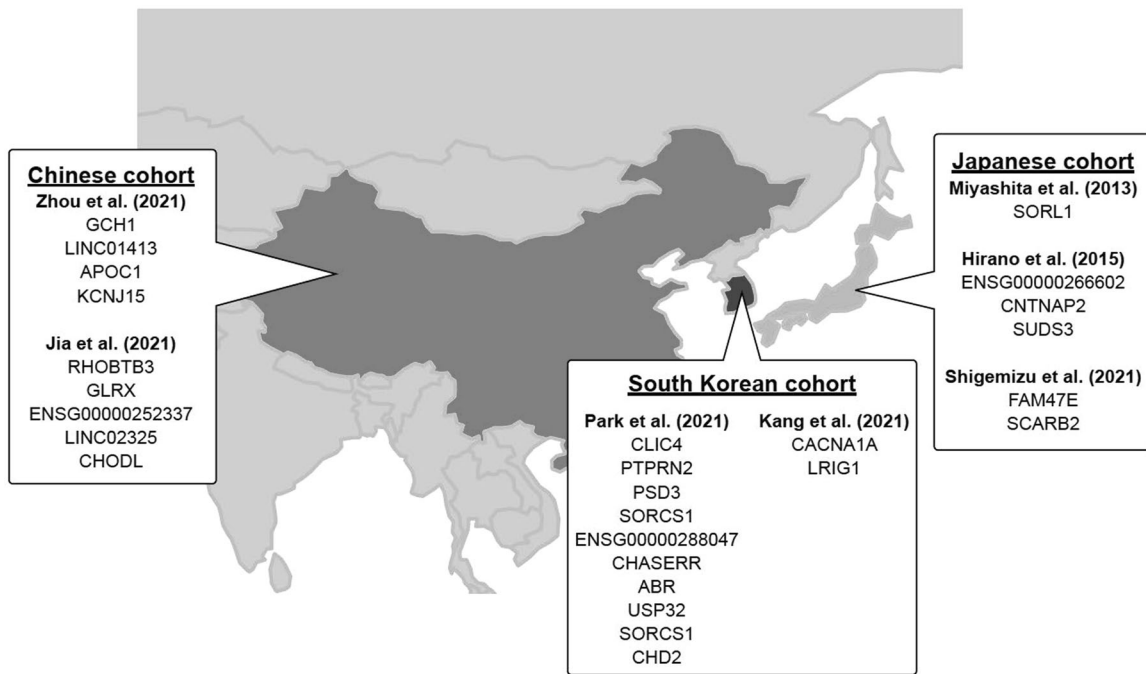 Chinese cohort
Zhou et al. (2021)
GCH1
LINC01413
APOC1
KCNJ15
Jia et al. (2021)
RHOBTB3
GLRX
ENSG00000252337
LINC02325
CHODL
South Korean cohort
Park et al. (2021)
CLIC4
PTPRN2
PSD3
SORCS1
ENSG00000288047
CHASERR
ABR
USP32
SORCS1
CHD2
Kang et al. (2021)
CACNA1A
LRIG1
Japanese cohort
Miyashita et al. (2013)
SORL1
Hirano et al. (2015)
ENSG00000266602
CNTNAP2
SUDS3
Shigemizu et al. (2021)
FAM47E
SCARB2